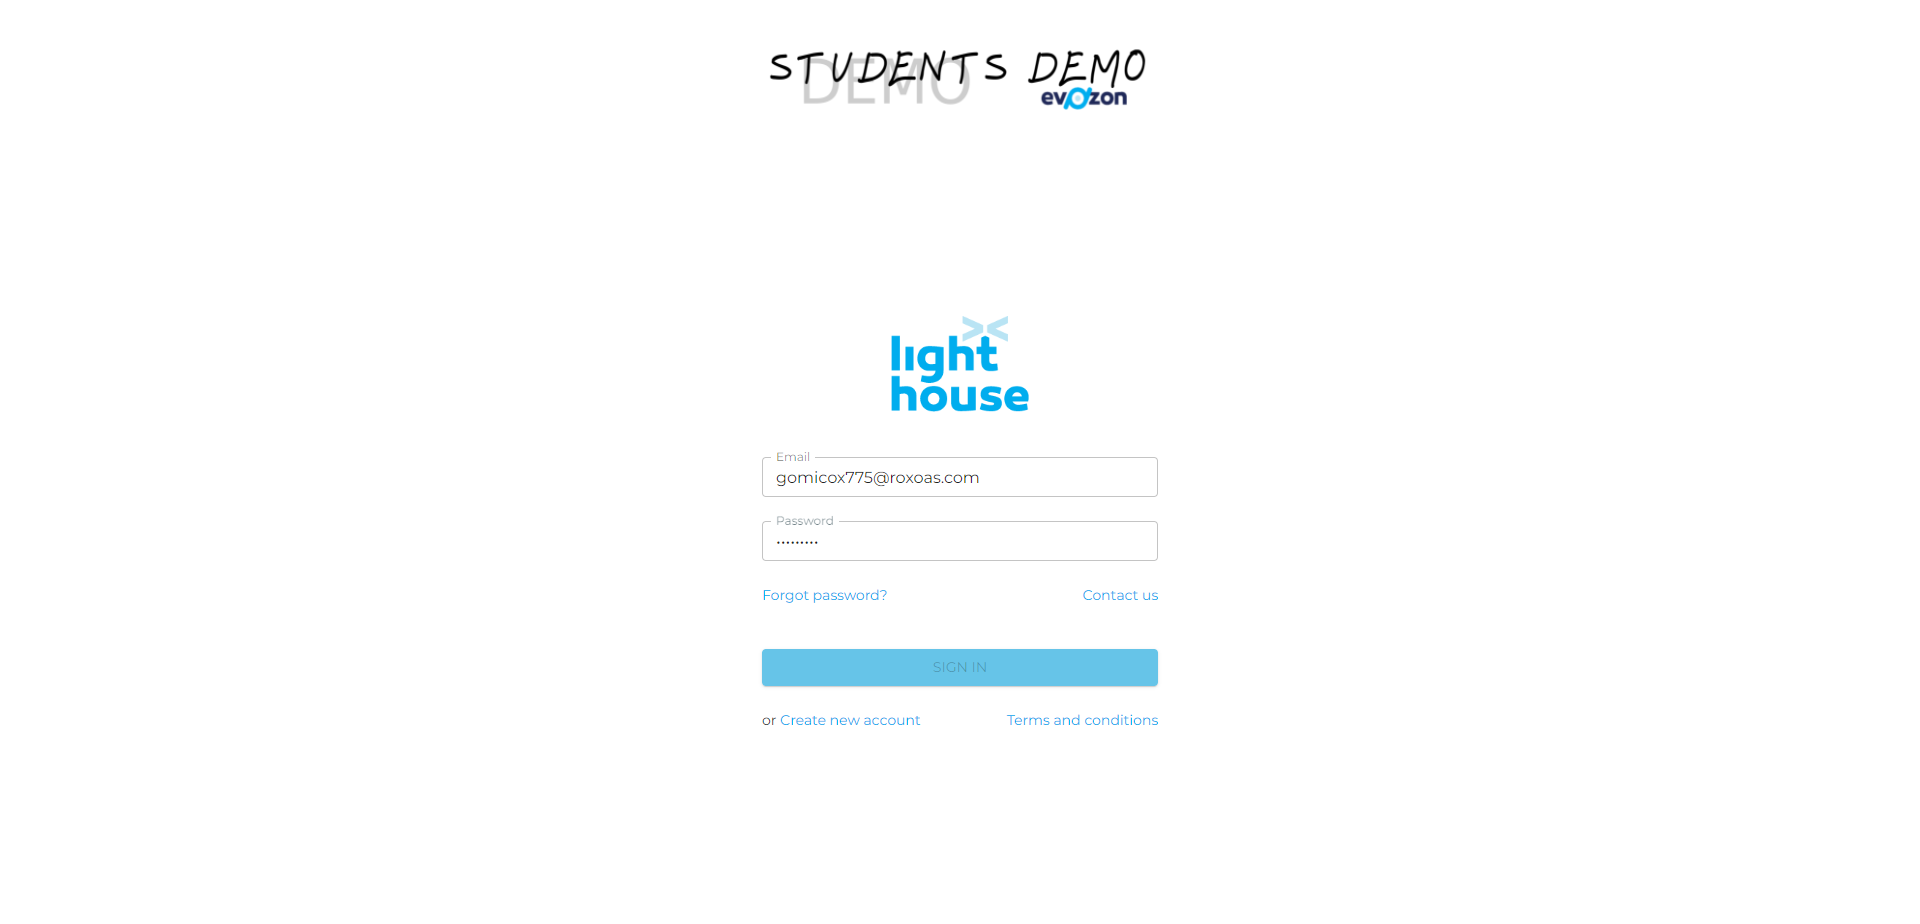 STUDENTS DEMO
DEMO
evozon
light
house
Email
gomicox775@roxoas.com
Password
•••••••••
Forgot password? Contact us
SIGN IN
or Create new account Terms and conditions